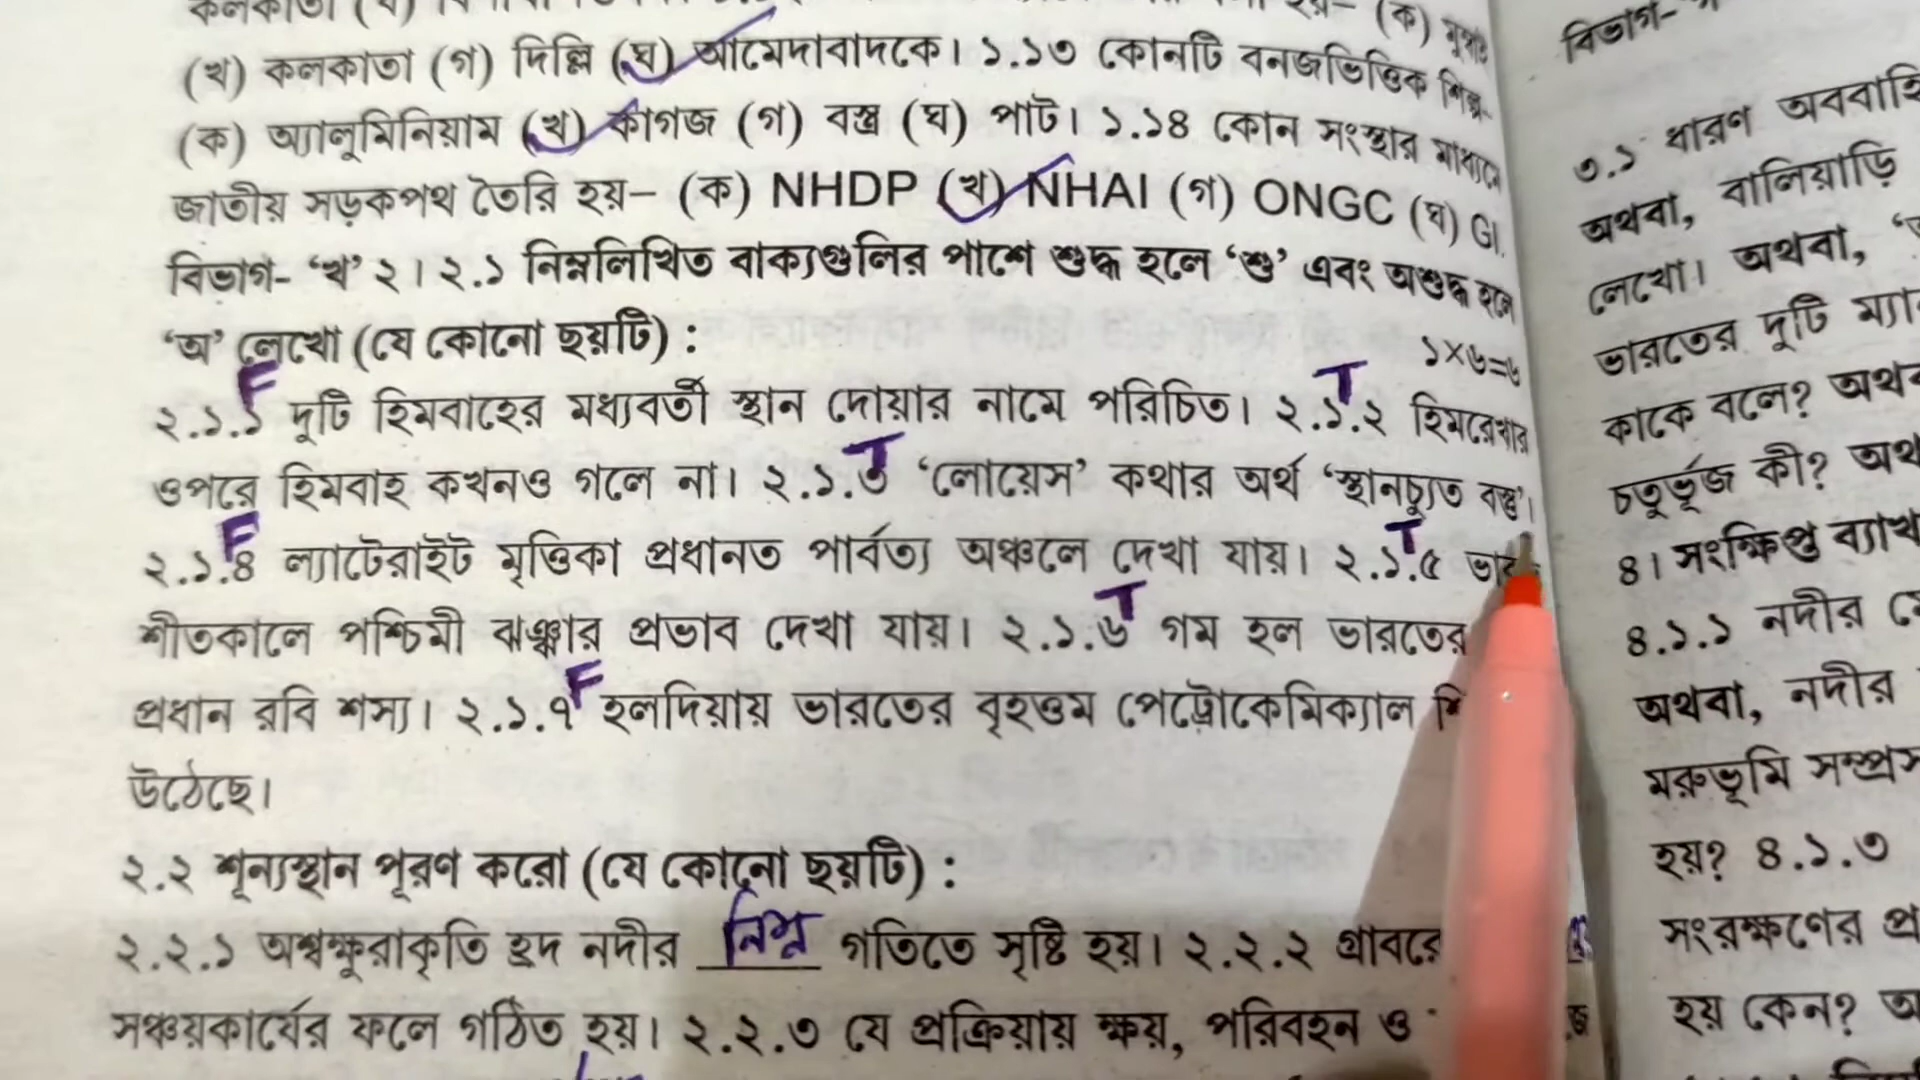 (খ) কলকাতা (গ) দিল্লি (ঘ) আমেদাবাদকে। ১.১৩ কোনটি বনজভিত্তিক শিল্প-
(ক) অ্যালুমিনিয়াম (খ) কাগজ (গ) বস্ত্র (ঘ) পাট। ১.১৪ কোন সংস্থার মাধ্যমে
জাতীয় সড়কপথ তৈরি হয়– (ক) NHDP (খ) NHAI (গ) ONGC (ঘ) GI.
বিভাগ- ‘খ’ ২। ২.১ নিম্নলিখিত বাক্যগুলির পাশে শুদ্ধ হলে ‘শু’ এবং অশুদ্ধ হলে
‘অ’ লেখো (যে কোনো ছয়টি) : ১×৬=৬
F T
২.১.১ দুটি হিমবাহের মধ্যবর্তী স্থান দোয়ার নামে পরিচিত। ২.১.২ হিমরেখার
T
ওপরে হিমবাহ কখনও গলে না। ২.১.৩ ‘লোয়েস’ কথার অর্থ ‘স্থানচ্যুত বস্তু’।
F T
২.১.৪ ল্যাটেরাইট মৃত্তিকা প্রধানত পার্বত্য অঞ্চলে দেখা যায়। ২.১.৫
T
শীতকালে পশ্চিমী ঝঞ্ঝার প্রভাব দেখা যায়। ২.১.৬ গম হল ভারতের
F
প্রধান রবি শস্য। ২.১.৭ হলদিয়ায় ভারতের বৃহত্তম পেট্রোকেমিক্যাল
উঠেছে।
২.২ শূন্যস্থান পূরণ করো (যে কোনো ছয়টি) :
২.২.১ অশ্বক্ষুরাকৃতি হ্রদ নদীর নিম্ন গতিতে সৃষ্টি হয়। ২.২.২ গ্রাবরে
সঞ্চয়কার্যের ফলে গঠিত হয়। ২.২.৩ যে প্রক্রিয়ায় ক্ষয়, পরিবহন ও
বিভাগ-
৩.১ ধারণ অববাহি
অথবা, বালিয়াড়ি
লেখো। অথবা,
ভারতের দুটি
কাকে বলে? অথ
চতুর্ভূজ কী? অথ
৪। সংক্ষিপ্ত ব্যাখ
৪.১.১ নদীর
অথবা, নদীর
মরুভূমি সম্প্রস
হয়? ৪.১.৩
সংরক্ষণের প্র
হয় কেন? অ